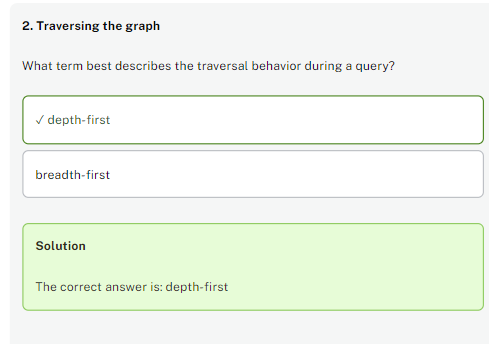 2. Traversing the graph
What term best describes the traversal behavior during a query?
✓ depth-first
breadth-first
Solution
The correct answer is: depth-first